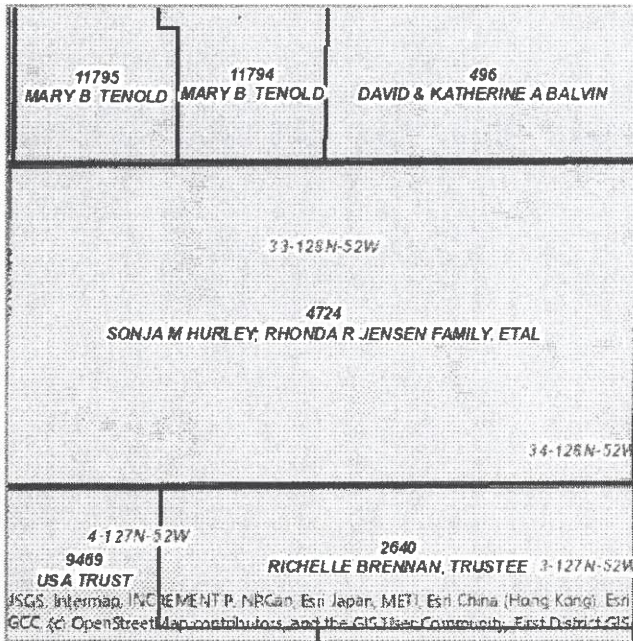 11795
MARY B TENOLD
11794
MARY B TENOLD
496
DAVID & KATHERINE A BALVIN
33-128N-52W
4724
SONJA M HURLEY; RHONDA R JENSEN FAMILY, ETAL
34-128N-52W
4-127N-52W
9469
USA TRUST
2640
RICHELLE BRENNAN, TRUSTEE
3-127N-52W
USGS, Intermap, INCREMENT P, NRCan, Esri Japan, METI, Esri China (Hong Kong), Esri
GCC, (c) OpenStreetMap contributors, and the GIS User Community, First District GIS